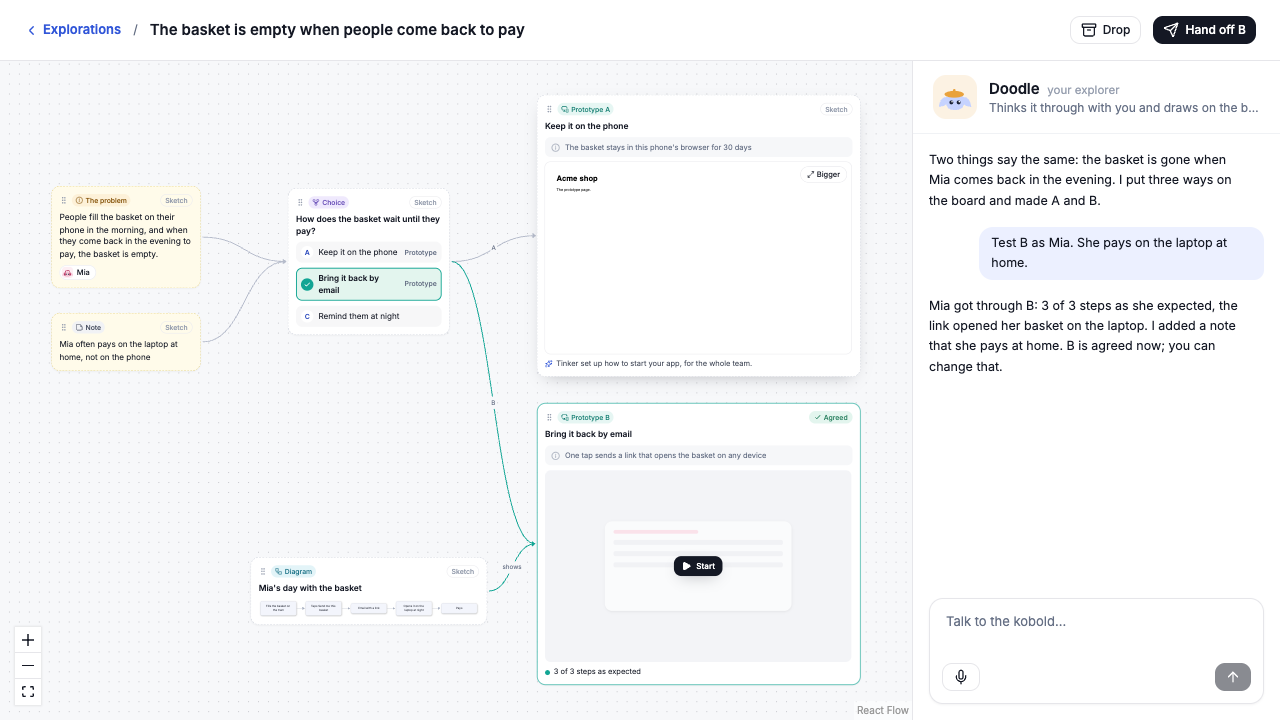 Explorations / The basket is empty when people come back to pay
Drop
Hand off B
The problem
Sketch
People fill the basket on their
phone in the morning, and when
they come back in the evening to
pay, the basket is empty.
Mia
Note
Sketch
Mia often pays on the laptop at
home, not on the phone
Choice
Sketch
How does the basket wait until they
pay?
A Keep it on the phone Prototype
Bring it back by
email
Prototype
C Remind them at night
A
B
shows
Prototype A
Sketch
Keep it on the phone
The basket stays in this phone's browser for 30 days
Bigger
Acme shop
The prototype page.
Tinker set up how to start your app, for the whole team.
Prototype B
Agreed
Bring it back by email
One tap sends a link that opens the basket on any device
Start
3 of 3 steps as expected
Diagram
Sketch
Mia's day with the basket
React Flow
Doodle your explorer
Thinks it through with you and draws on the b...
Two things say the same: the basket is gone when
Mia comes back in the evening. I put three ways on
the board and made A and B.
Test B as Mia. She pays on the laptop at
home.
Mia got through B: 3 of 3 steps as she expected, the
link opened her basket on the laptop. I added a note
that she pays at home. B is agreed now; you can
change that.
Talk to the kobold...